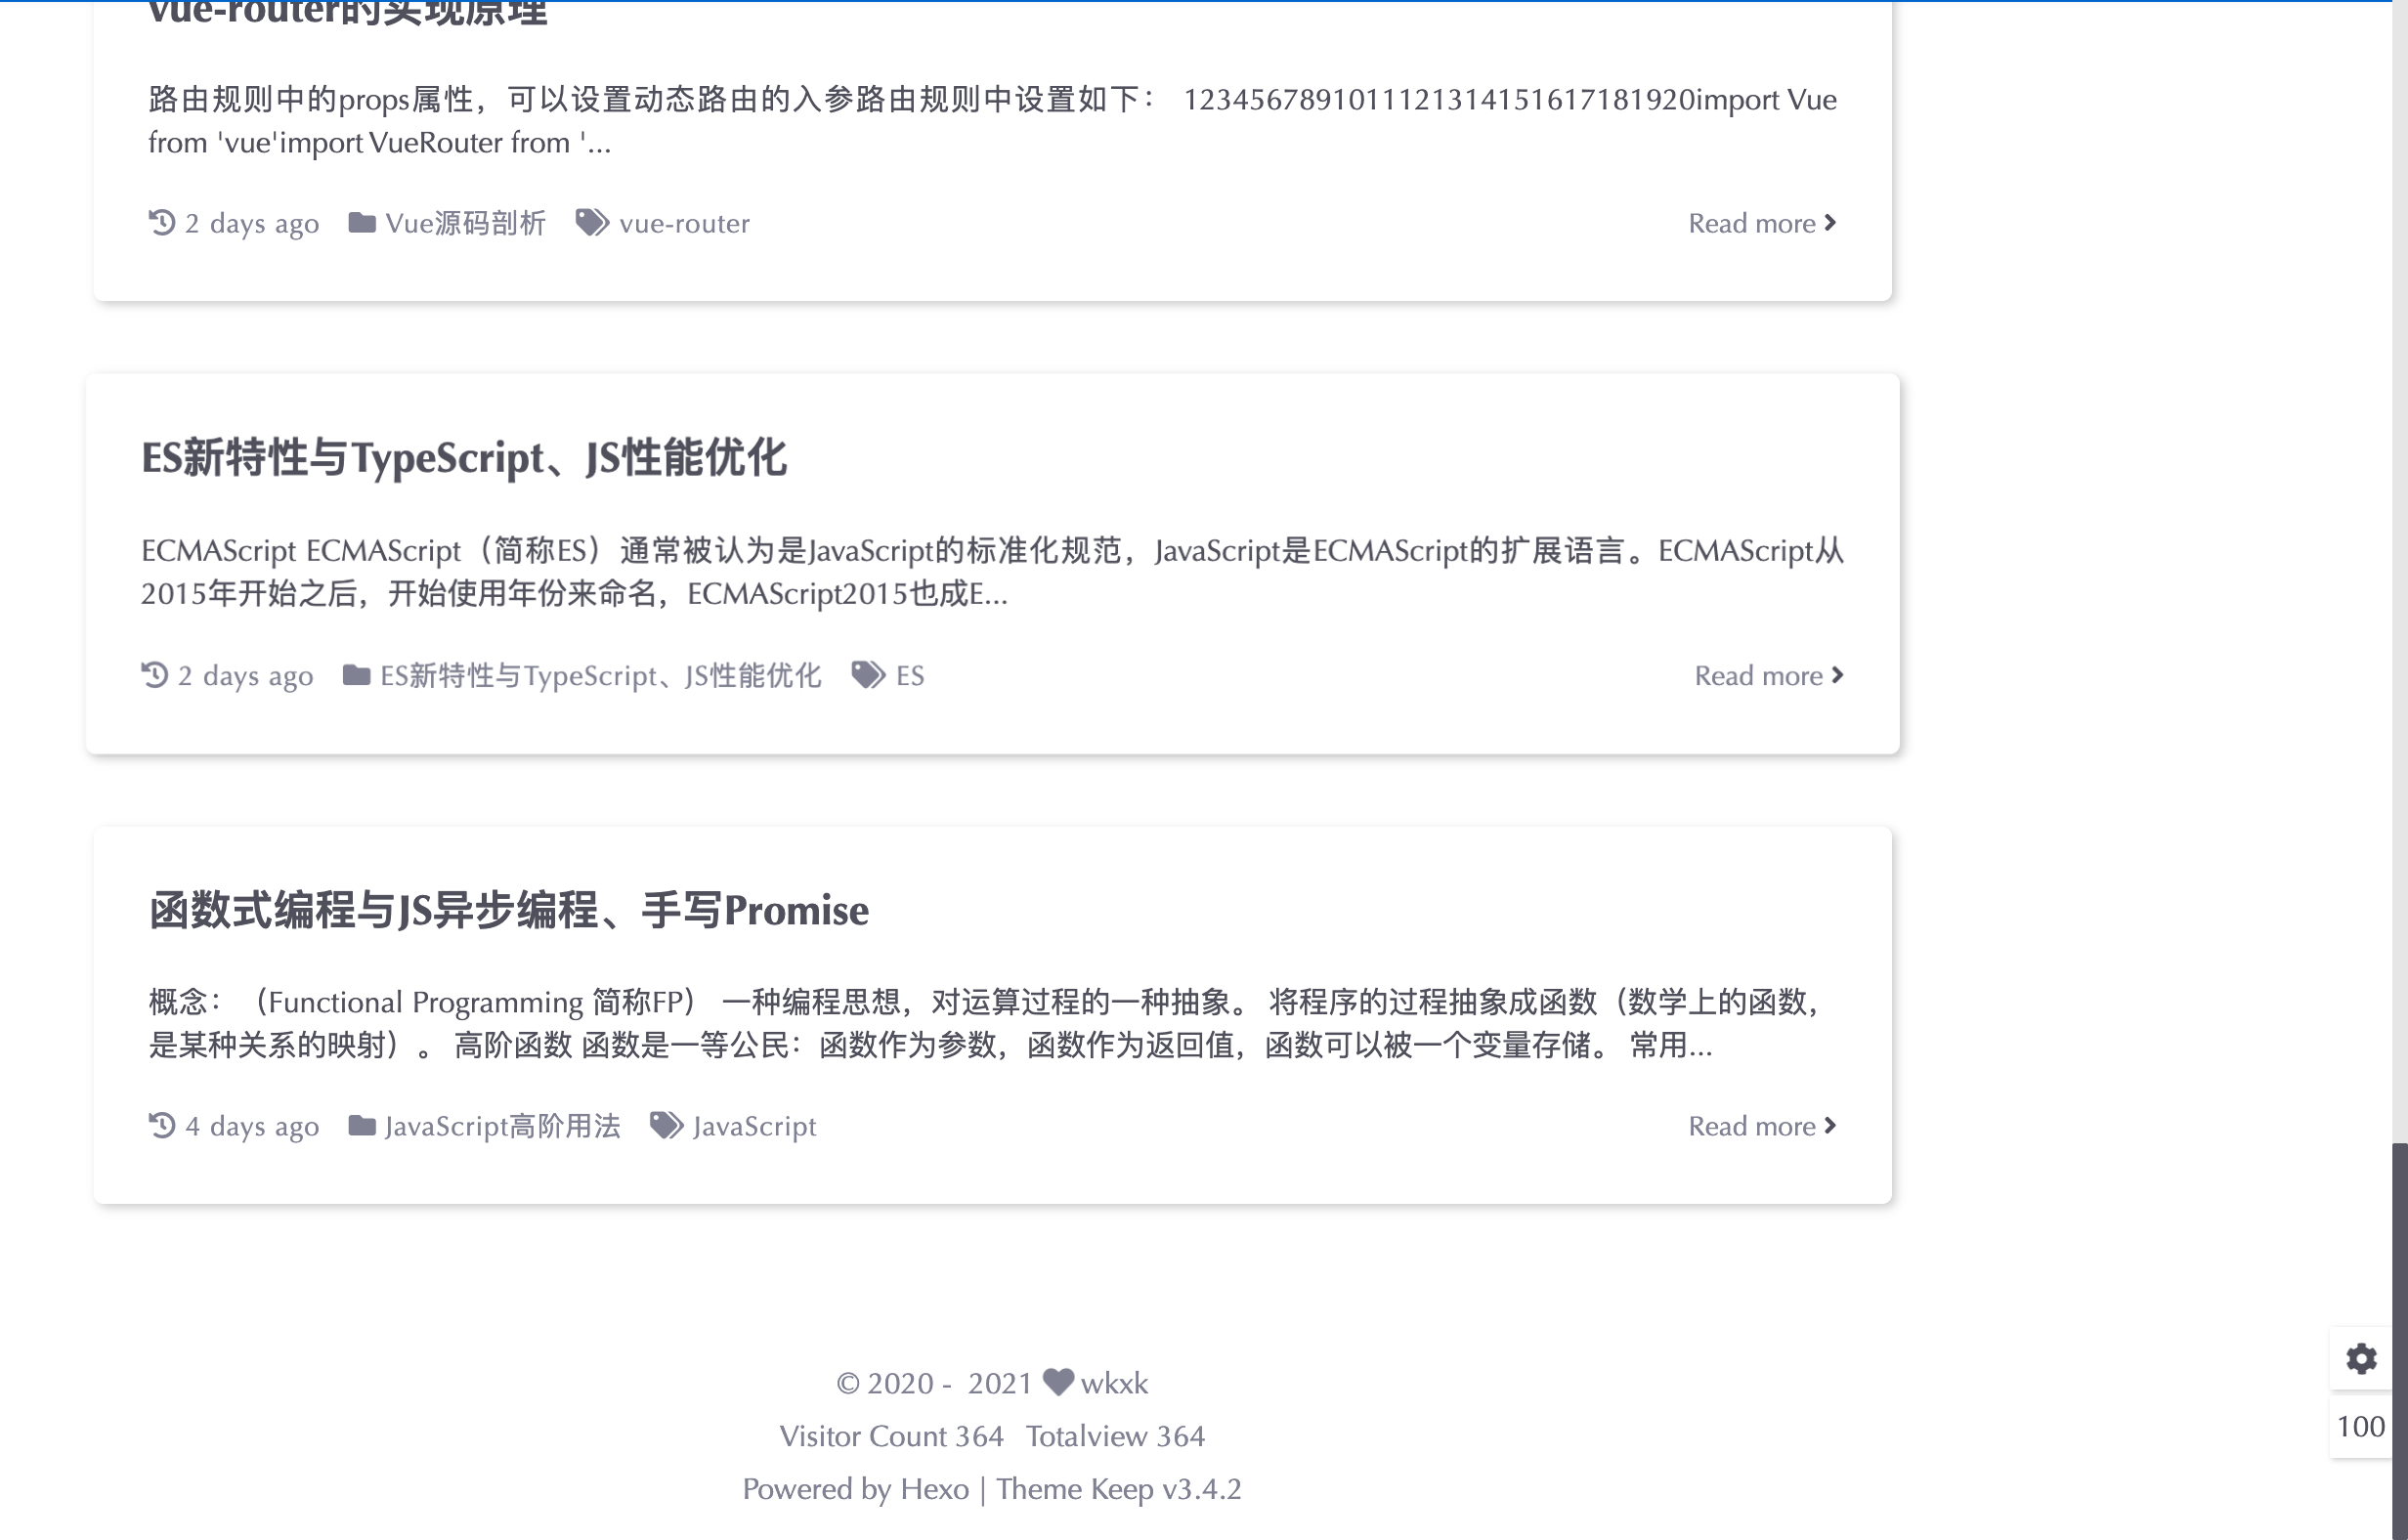 vue-router的实现原理
路由规则中的props属性，可以设置动态路由的入参路由规则中设置如下： 1234567891011121314151617181920import Vue
from 'vue'import VueRouter from '...
2 days ago Vue源码剖析 vue-router Read more
ES新特性与TypeScript、JS性能优化
ECMAScript ECMAScript（简称ES）通常被认为是JavaScript的标准化规范，JavaScript是ECMAScript的扩展语言。ECMAScript从
2015年开始之后，开始使用年份来命名，ECMAScript2015也成E...
2 days ago ES新特性与TypeScript、JS性能优化 ES Read more
函数式编程与JS异步编程、手写Promise
概念：（Functional Programming 简称FP） 一种编程思想，对运算过程的一种抽象。 将程序的过程抽象成函数（数学上的函数，
是某种关系的映射）。 高阶函数 函数是一等公民：函数作为参数，函数作为返回值，函数可以被一个变量存储。 常用...
4 days ago JavaScript高阶用法 JavaScript Read more
© 2020 - 2021 wkxk
Visitor Count 364 Totalview 364
Powered by Hexo | Theme Keep v3.4.2
100